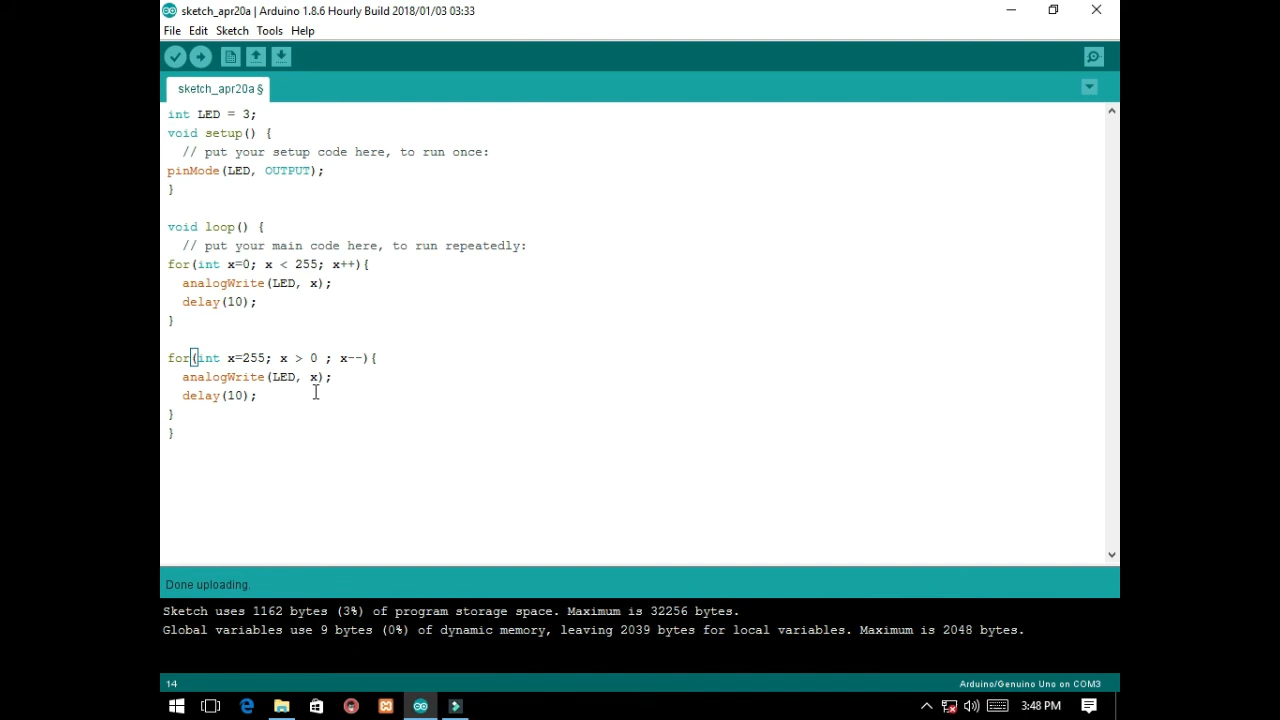 sketch_apr20a | Arduino 1.8.6 Hourly Build 2018/01/03 03:33
File Edit Sketch Tools Help
sketch_apr20a §
int LED = 3;
void setup() {
  // put your setup code here, to run once:
pinMode(LED, OUTPUT);
}
void loop() {
  // put your main code here, to run repeatedly:
for(int x=0; x < 255; x++){
  analogWrite(LED, x);
  delay(10);
}
for(int x=255; x > 0 ; x--){
  analogWrite(LED, x);
  delay(10);
}
}
Done uploading.
Sketch uses 1162 bytes (3%) of program storage space. Maximum is 32256 bytes.
Global variables use 9 bytes (0%) of dynamic memory, leaving 2039 bytes for local variables. Maximum is 2048 bytes.
14 Arduino/Genuino Uno on COM3
3:48 PM